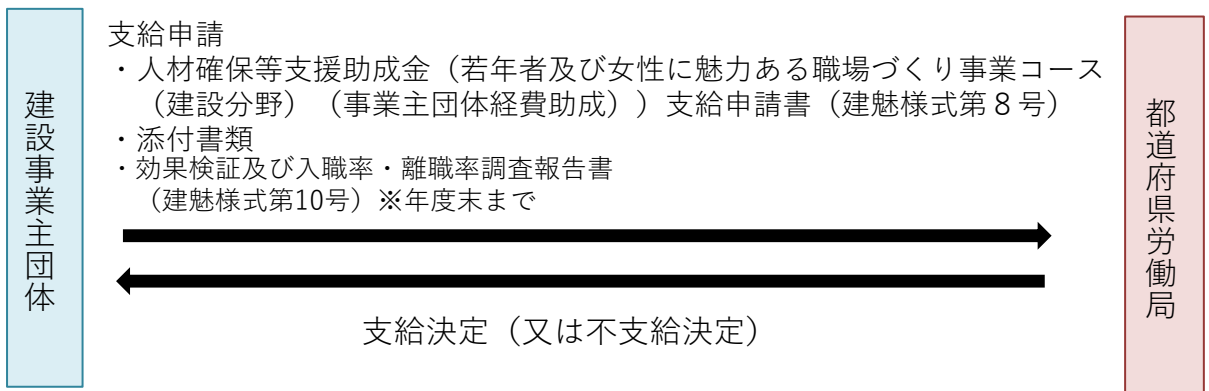 建設事業主団体
支給申請
・人材確保等支援助成金（若年者及び女性に魅力ある職場づくり事業コース
（建設分野）（事業主団体経費助成））支給申請書（建魅様式第８号）
・添付書類
・効果検証及び入職率・離職率調査報告書
（建魅様式第10号）※年度末まで
支給決定（又は不支給決定）
都道府県労働局